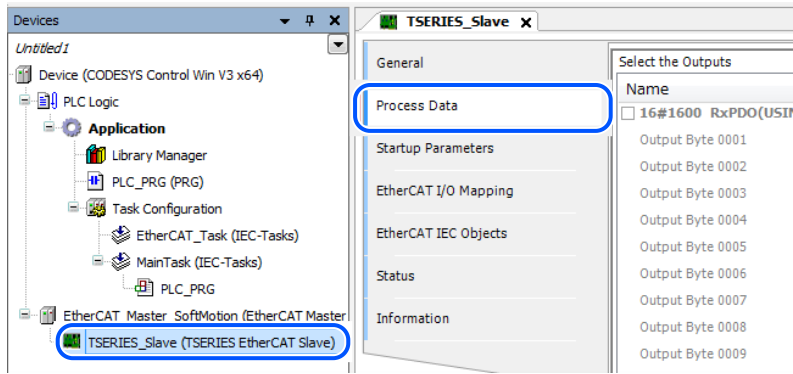 Devices
Untitled1
Device (CODESYS Control Win V3 x64)
PLC Logic
Application
Library Manager
PLC_PRG (PRG)
Task Configuration
EtherCAT_Task (IEC-Tasks)
MainTask (IEC-Tasks)
PLC_PRG
EtherCAT_Master_SoftMotion (EtherCAT Master
TSERIES_Slave (TSERIES EtherCAT Slave)
TSERIES_Slave
General
Process Data
Startup Parameters
EtherCAT I/O Mapping
EtherCAT IEC Objects
Status
Information
Select the Outputs
Name
16#1600 RxPDO(USIN
Output Byte 0001
Output Byte 0002
Output Byte 0003
Output Byte 0004
Output Byte 0005
Output Byte 0006
Output Byte 0007
Output Byte 0008
Output Byte 0009